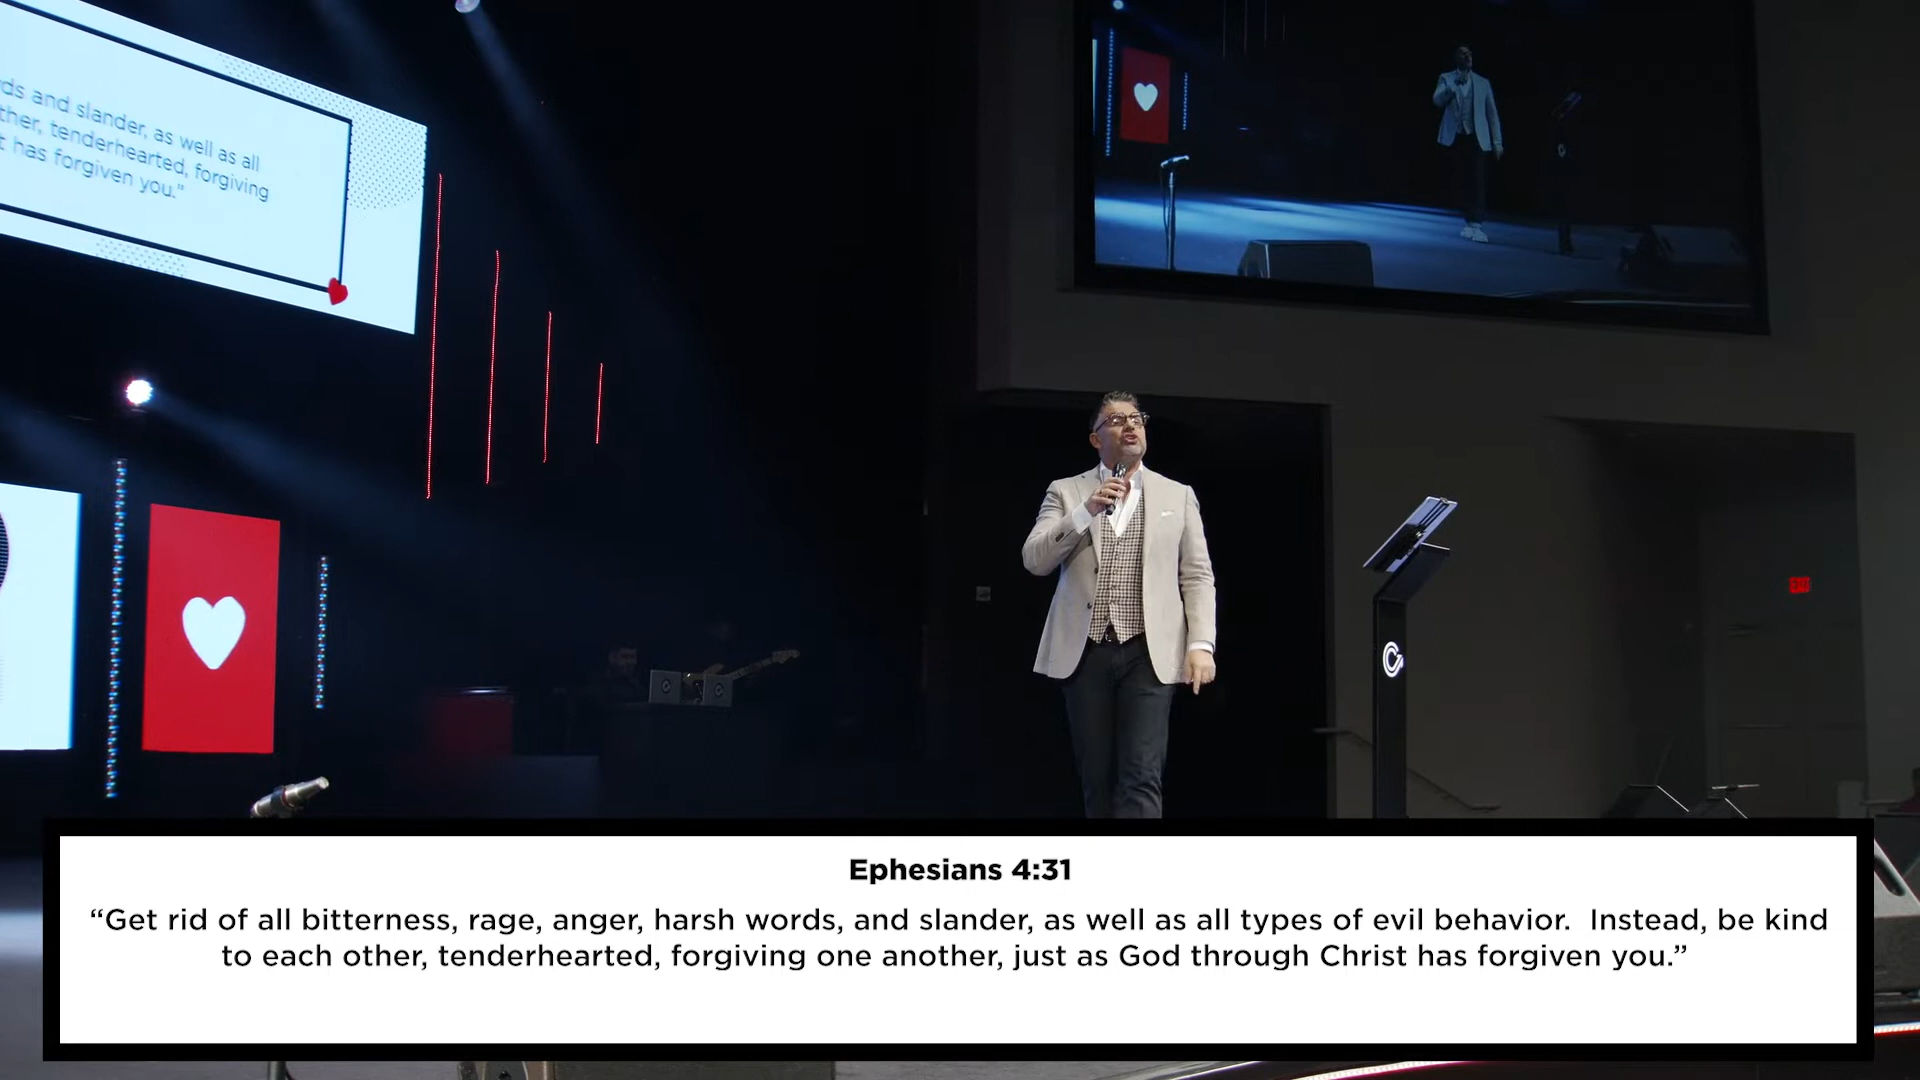 ds and slander, as well as all
ther, tenderhearted, forgiving
t has forgiven you.”
EXIT
Ephesians 4:31
“Get rid of all bitterness, rage, anger, harsh words, and slander, as well as all types of evil behavior.  Instead, be kind
to each other, tenderhearted, forgiving one another, just as God through Christ has forgiven you.”